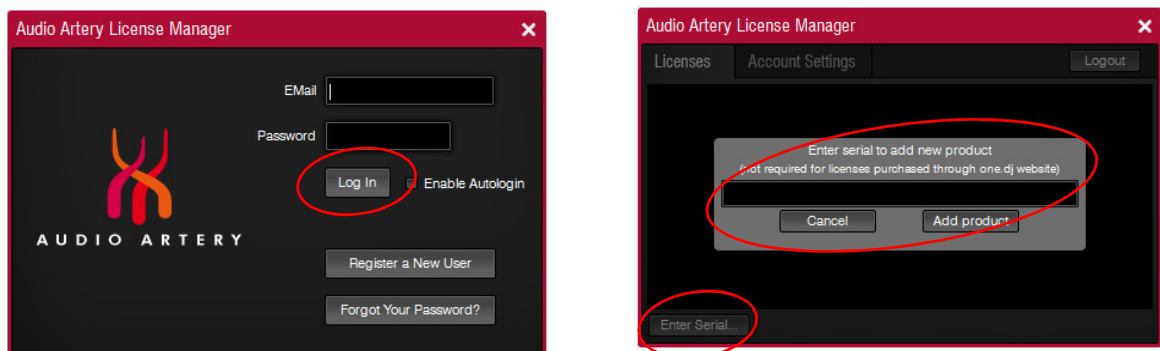 Audio Artery License Manager
EMail
Password
Log In
Enable Autologin
AUDIO ARTERY
Register a New User
Forgot Your Password?
Audio Artery License Manager
Licenses
Account Settings
Logout
Enter serial to add new product
(not required for licenses purchased through one.dj website)
Cancel
Add product
Enter Serial...